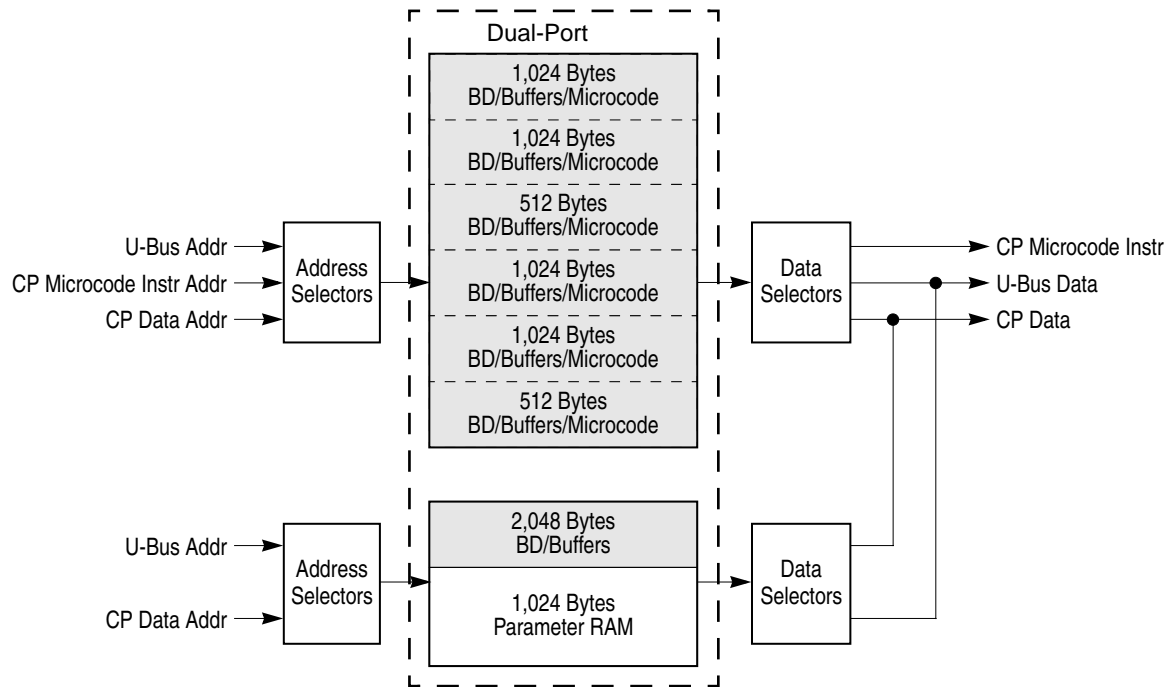 Dual-Port
1,024 Bytes
BD/Buffers/Microcode
1,024 Bytes
BD/Buffers/Microcode
512 Bytes
BD/Buffers/Microcode
1,024 Bytes
BD/Buffers/Microcode
1,024 Bytes
BD/Buffers/Microcode
512 Bytes
BD/Buffers/Microcode
U-Bus Addr
CP Microcode Instr Addr
CP Data Addr
Address
Selectors
Data
Selectors
CP Microcode Instr
U-Bus Data
CP Data
2,048 Bytes
BD/Buffers
1,024 Bytes
Parameter RAM
U-Bus Addr
CP Data Addr
Address
Selectors
Data
Selectors